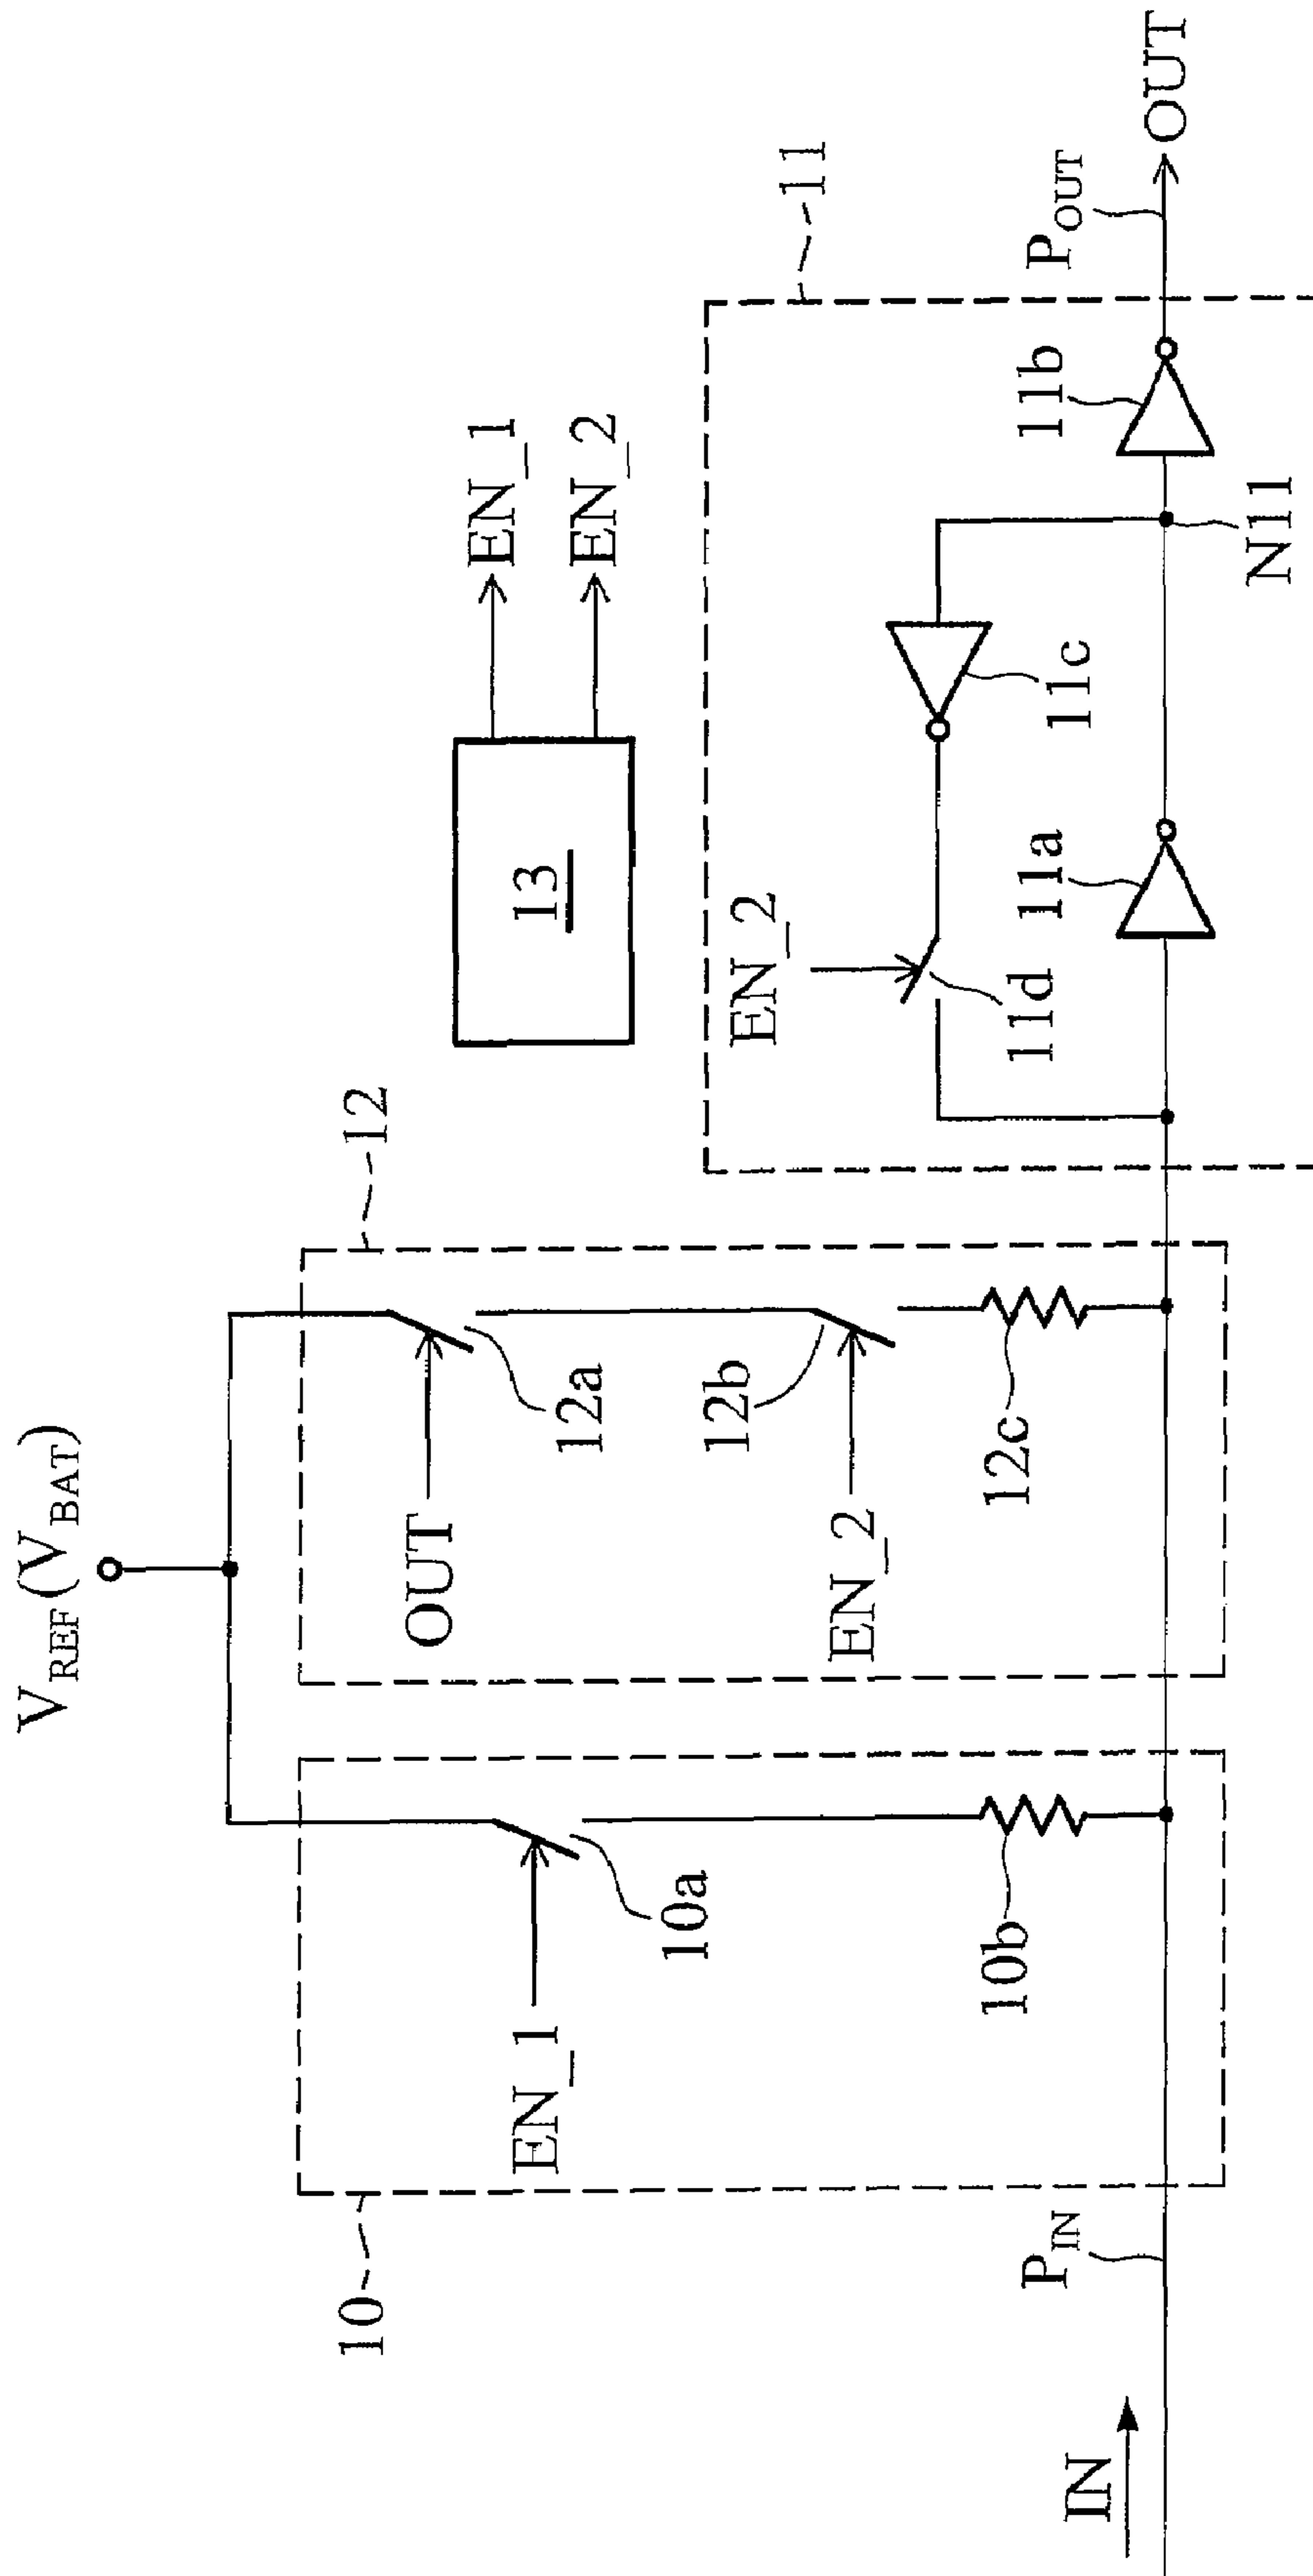 V_REF (V_BAT)
10
12
EN_1
10a
10b
OUT
12a
EN_2
12b
12c
13
EN_1
EN_2
11
EN_2
11d
11c
11a
11b
N11
IN
P_IN
P_OUT
OUT